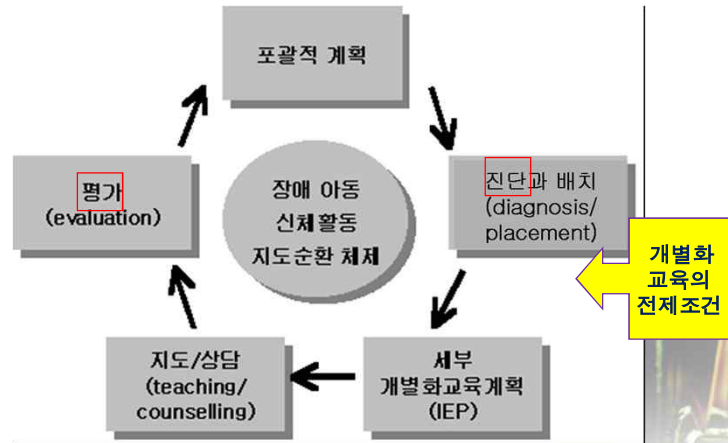 포괄적 계획
평가
(evaluation)
장애 아동
신체활동
지도순환 체제
진단과 배치
(diagnosis/
placement)
개별화
교육의
전제조건
지도/상담
(teaching/
counselling)
세부
개별화교육계획
(IEP)